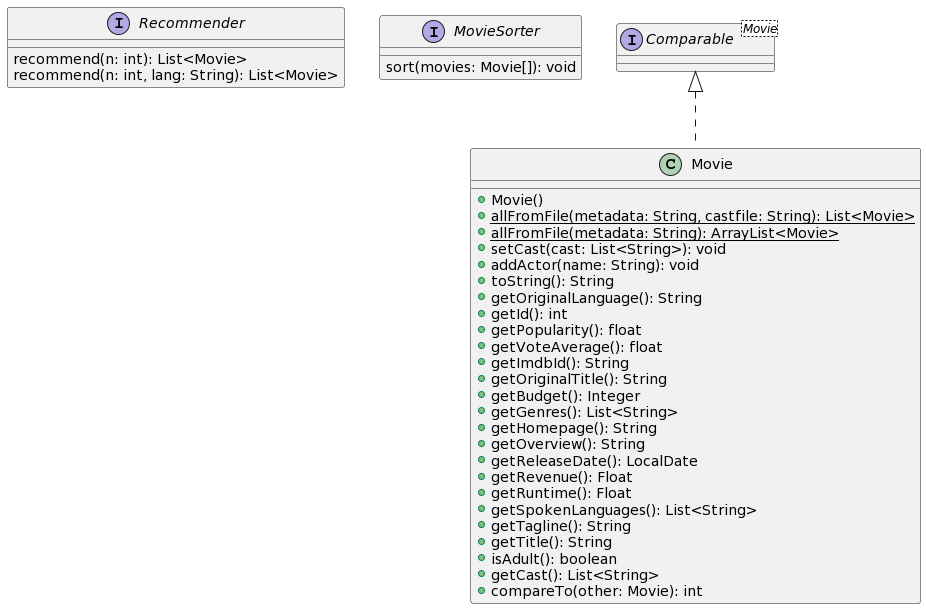 I Recommender
recommend(n: int): List<Movie>
recommend(n: int, lang: String): List<Movie>
I MovieSorter
sort(movies: Movie[]): void
I Comparable Movie
C Movie
Movie()
allFromFile(metadata: String, castfile: String): List<Movie>
allFromFile(metadata: String): ArrayList<Movie>
setCast(cast: List<String>): void
addActor(name: String): void
toString(): String
getOriginalLanguage(): String
getId(): int
getPopularity(): float
getVoteAverage(): float
getImdbId(): String
getOriginalTitle(): String
getBudget(): Integer
getGenres(): List<String>
getHomepage(): String
getOverview(): String
getReleaseDate(): LocalDate
getRevenue(): Float
getRuntime(): Float
getSpokenLanguages(): List<String>
getTagline(): String
getTitle(): String
isAdult(): boolean
getCast(): List<String>
compareTo(other: Movie): int